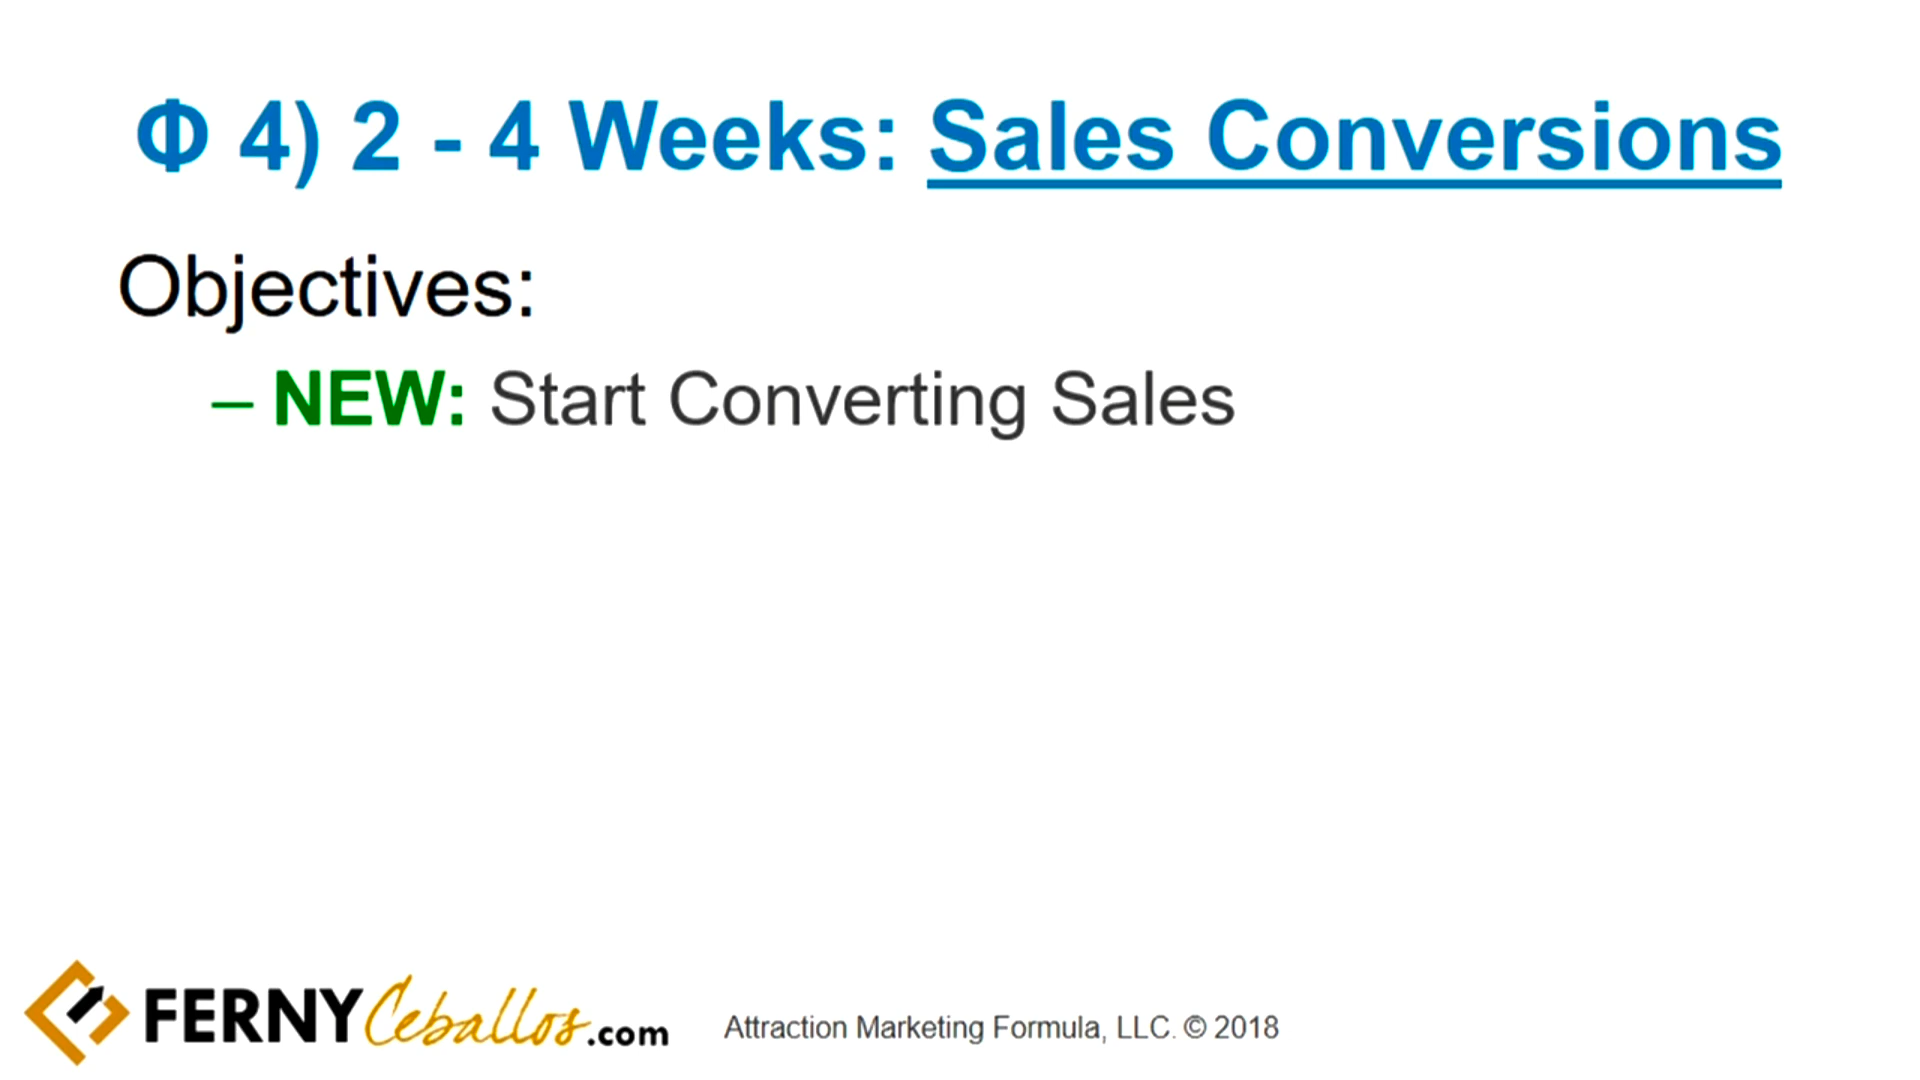 Φ 4) 2 - 4 Weeks: Sales Conversions
Objectives:
– NEW: Start Converting Sales
FERNY Ceballos .com
Attraction Marketing Formula, LLC. © 2018